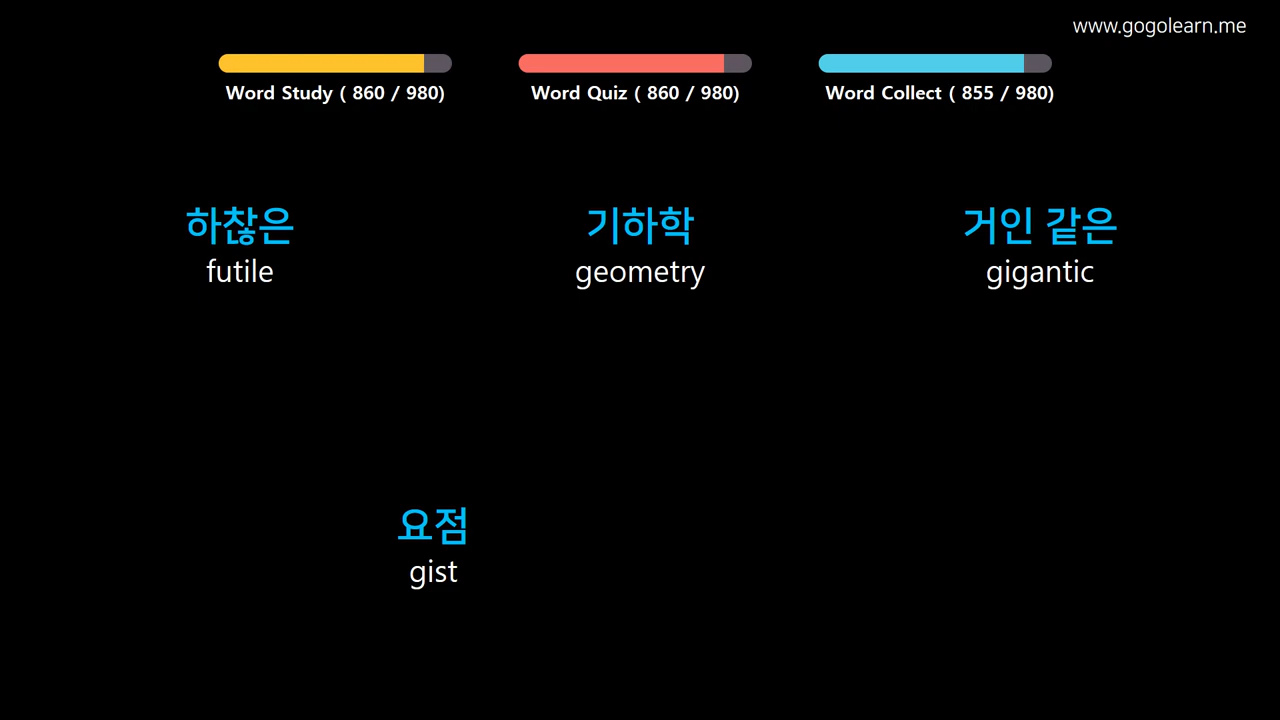 www.gogolearn.me
Word Study ( 860 / 980)
Word Quiz ( 860 / 980)
Word Collect ( 855 / 980)
하찮은
futile
기하학
geometry
거인 같은
gigantic
요점
gist